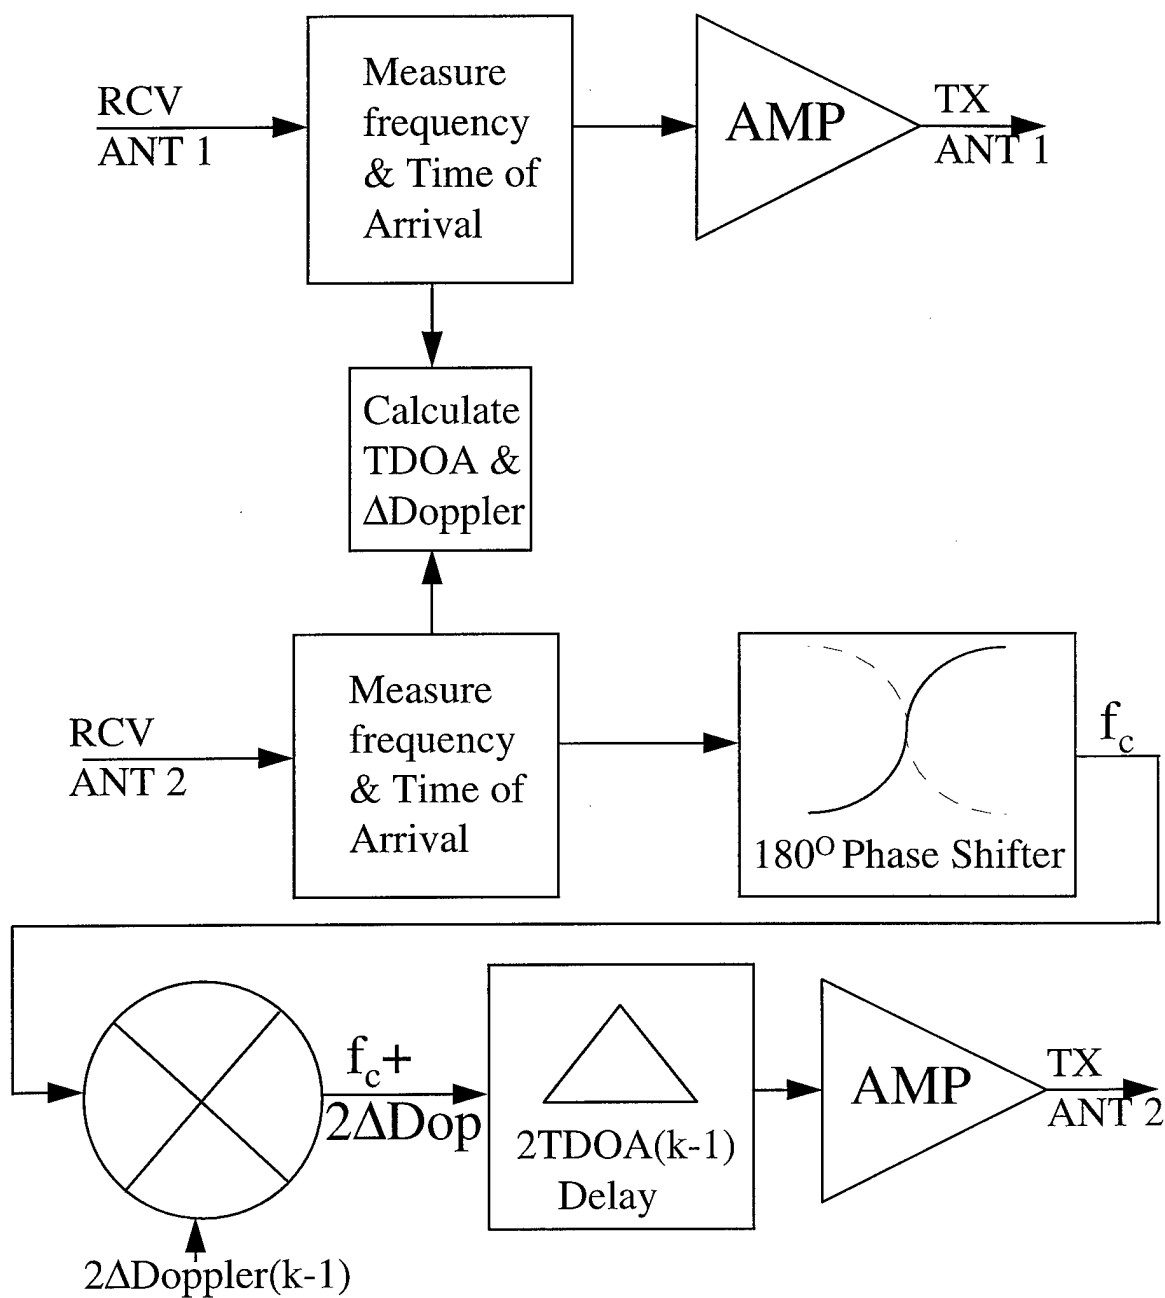 RCV
ANT 1
Measure
frequency
& Time of
Arrival
AMP
TX
ANT 1
Calculate
TDOA &
ΔDoppler
RCV
ANT 2
Measure
frequency
& Time of
Arrival
180° Phase Shifter
f_c
f_c+
2ΔDop
2ΔDoppler(k-1)
2TDOA(k-1)
Delay
AMP
TX
ANT 2